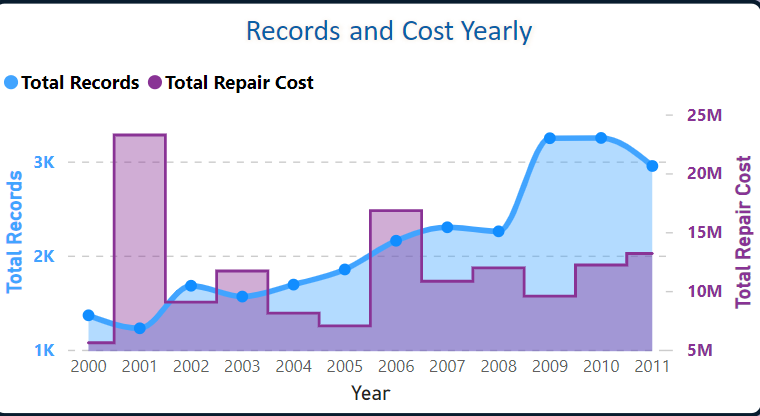 Records and Cost Yearly
Total Records Total Repair Cost
25M
3K
20M
15M
2K
10M
1K
5M
Total Records
Total Repair Cost
2000 2001 2002 2003 2004 2005 2006 2007 2008 2009 2010 2011
Year